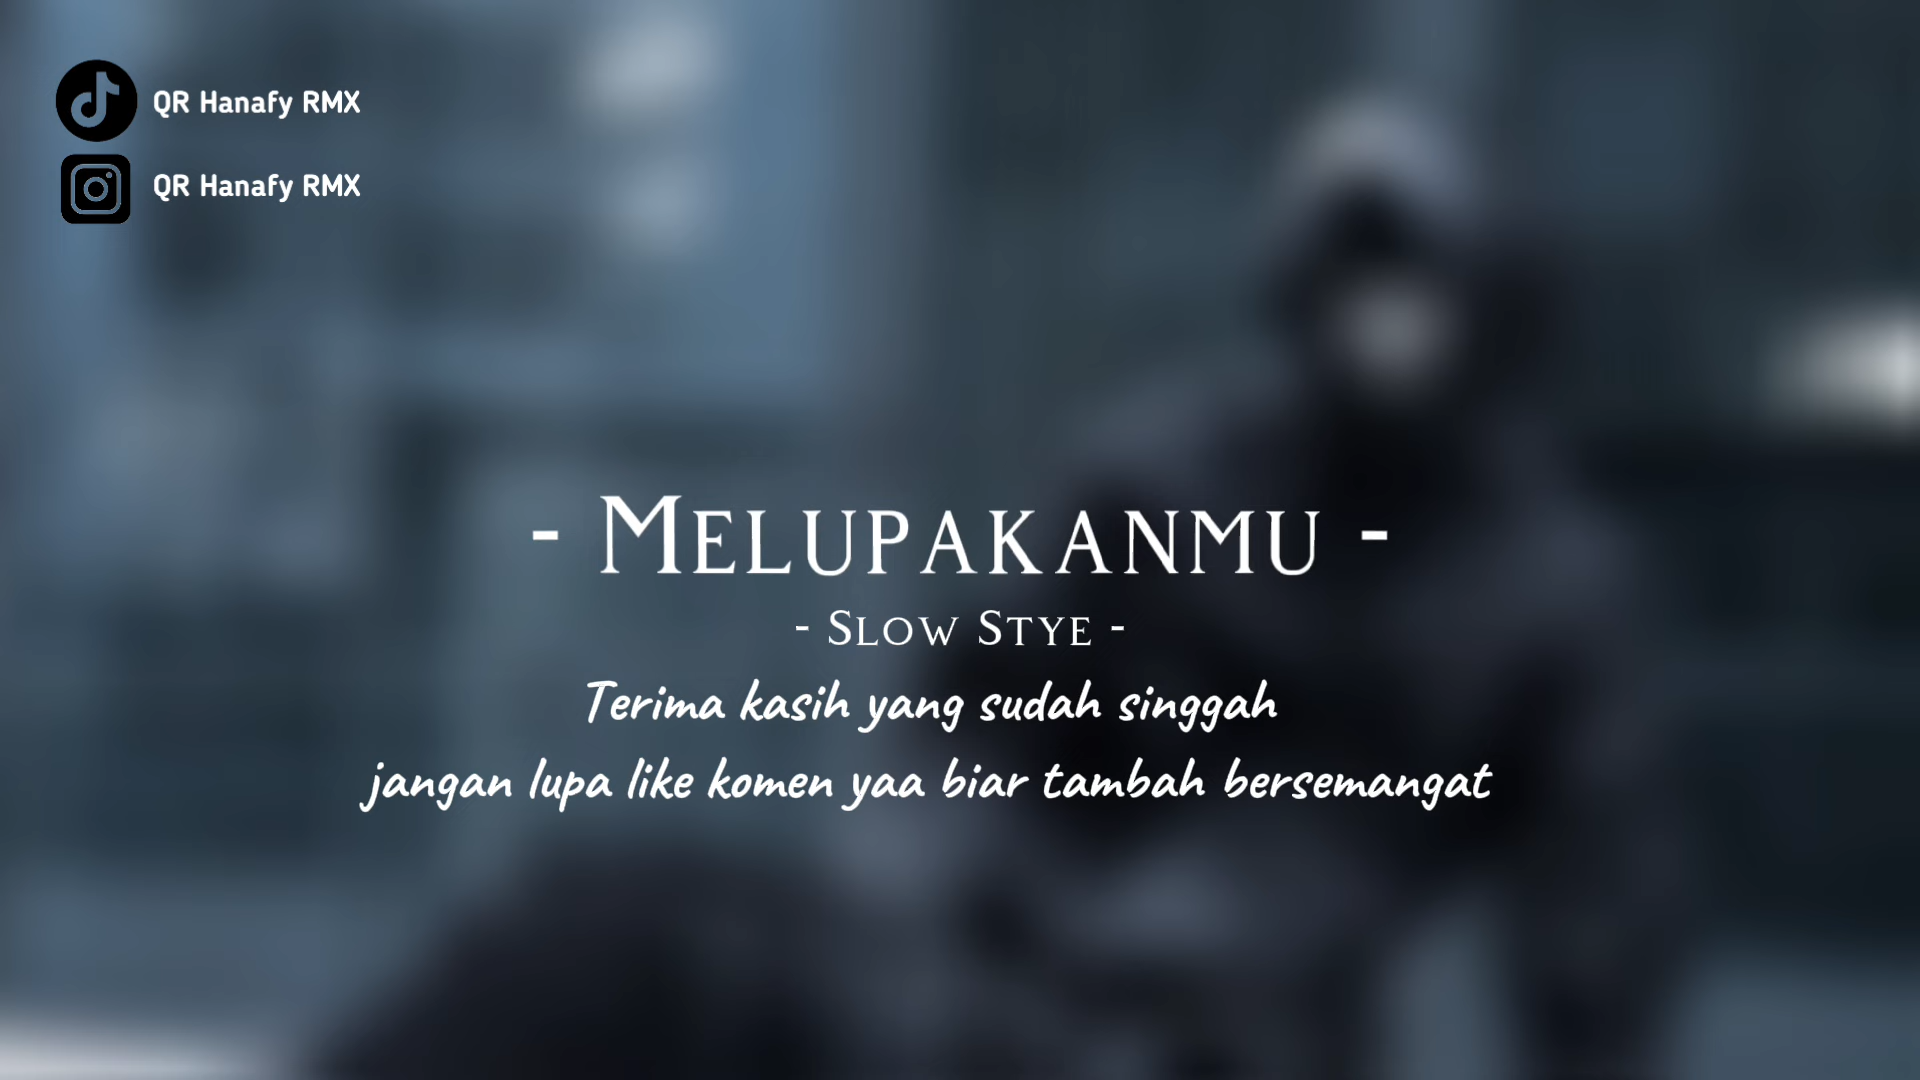 QR Hanafy RMX
QR Hanafy RMX
- Melupakanmu -
- Slow Stye -
Terima kasih yang sudah singgah
jangan lupa like komen yaa biar tambah bersemangat